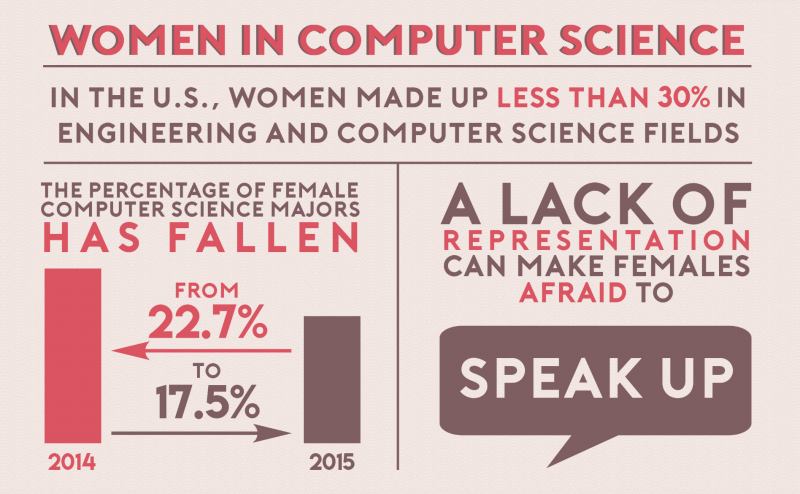 WOMEN IN COMPUTER SCIENCE
IN THE U.S., WOMEN MADE UP LESS THAN 30% IN
ENGINEERING AND COMPUTER SCIENCE FIELDS
THE PERCENTAGE OF FEMALE
COMPUTER SCIENCE MAJORS
HAS FALLEN
FROM
22.7%
TO
17.5%
2014
2015
A LACK OF
REPRESENTATION
CAN MAKE FEMALES
AFRAID TO
SPEAK UP